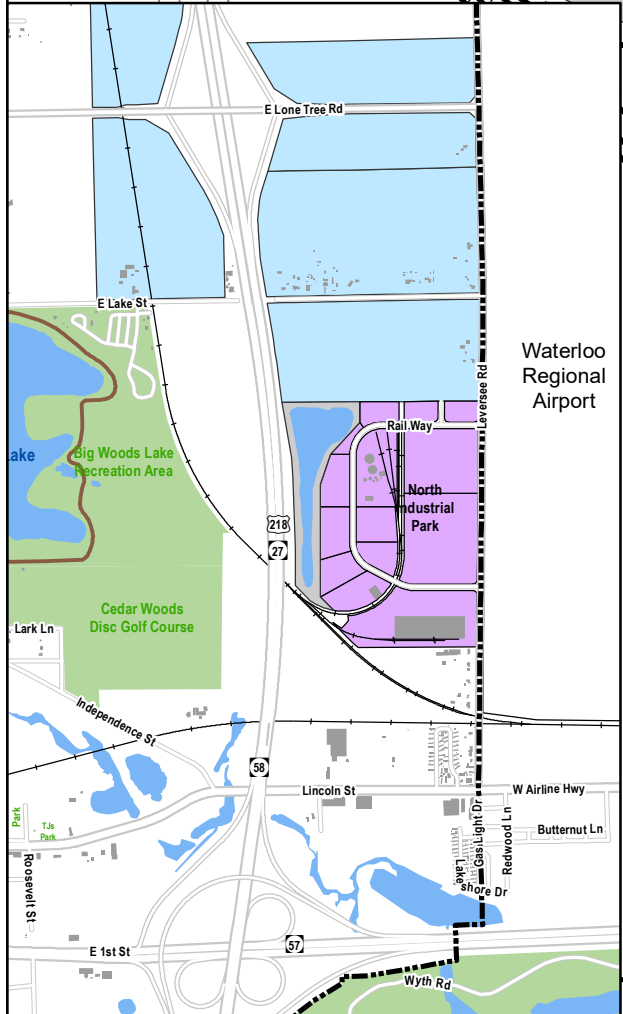 E Lone Tree Rd
E Lake St
Waterloo
Regional
Airport
Leversee Rd
Rail Way
Lake
Big Woods Lake
Recreation Area
North
Industrial
Park
218
27
Cedar Woods
Disc Golf Course
Lark Ln
Independence St
58
Lincoln St
W Airline Hwy
Gas Light Dr
Redwood Ln
Butternut Ln
Park
TJs
Park
Lake
shore Dr
Roosevelt St
E 1st St
57
Wyth Rd